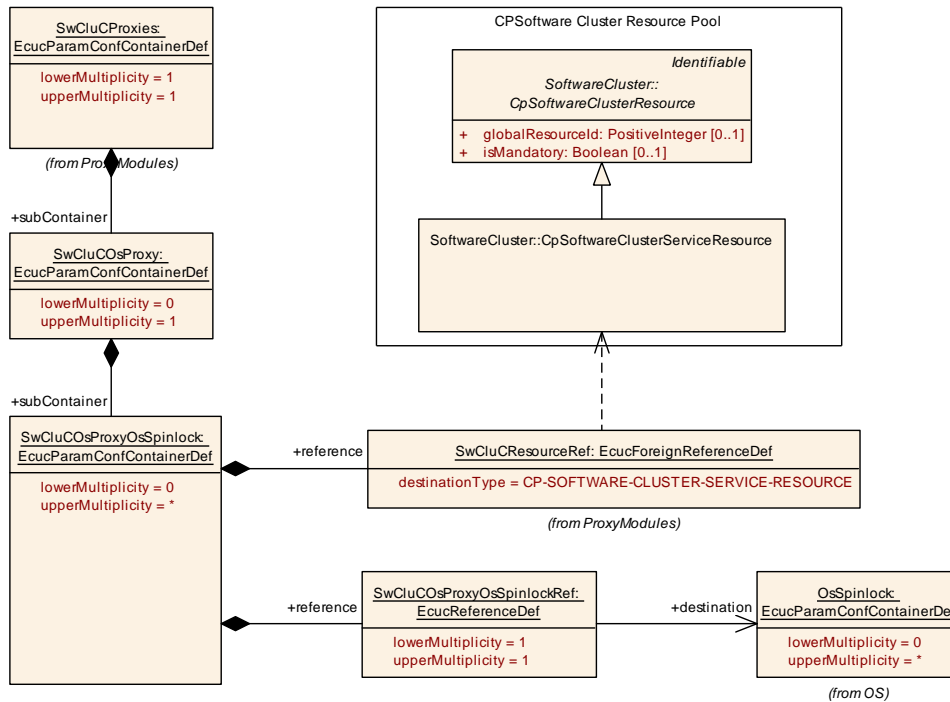 SwCluCProxies:
EcucParamConfContainerDef
lowerMultiplicity = 1
upperMultiplicity = 1
(from ProxyModules)
+subContainer
SwCluCOsProxy:
EcucParamConfContainerDef
lowerMultiplicity = 0
upperMultiplicity = 1
+subContainer
SwCluCOsProxyOsSpinlock:
EcucParamConfContainerDef
lowerMultiplicity = 0
upperMultiplicity = *
CPSoftware Cluster Resource Pool
Identifiable
SoftwareCluster::
CpSoftwareClusterResource
+ globalResourceId: PositiveInteger [0..1]
+ isMandatory: Boolean [0..1]
SoftwareCluster::CpSoftwareClusterServiceResource
+reference
SwCluCResourceRef: EcucForeignReferenceDef
destinationType = CP-SOFTWARE-CLUSTER-SERVICE-RESOURCE
(from ProxyModules)
+reference
SwCluCOsProxyOsSpinlockRef:
EcucReferenceDef
lowerMultiplicity = 1
upperMultiplicity = 1
+destination
OsSpinlock:
EcucParamConfContainerDef
lowerMultiplicity = 0
upperMultiplicity = *
(from OS)